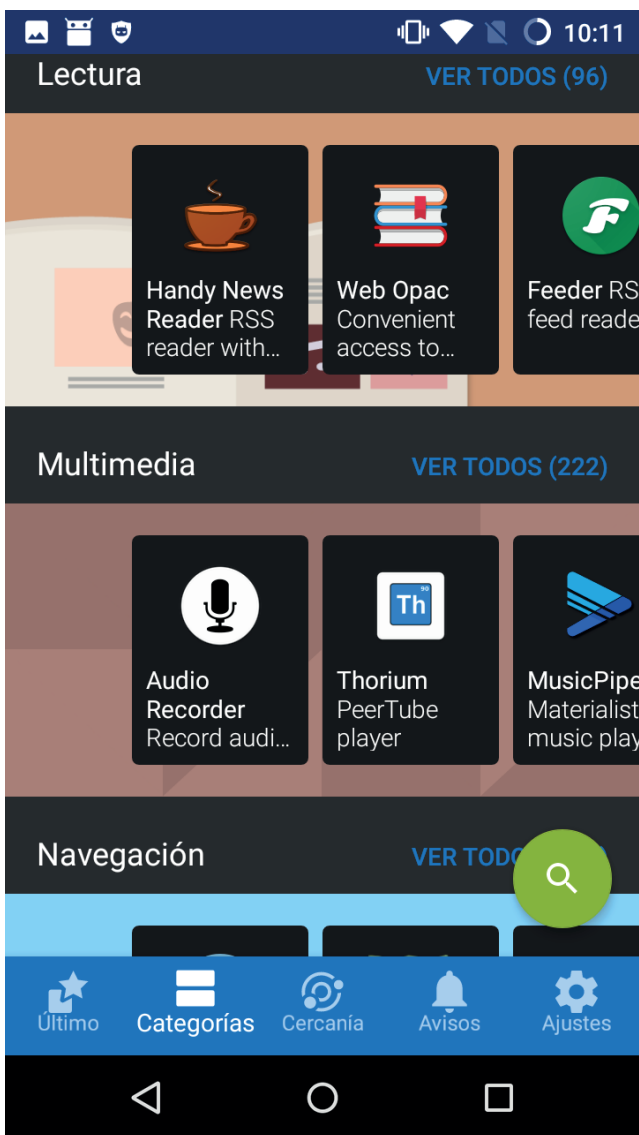 10:11
Lectura VER TODOS (96)
Handy News
Reader RSS
reader with...
Web Opac
Convenient
access to...
Feeder RS
feed reade
Multimedia VER TODOS (222)
Audio
Recorder
Record audi...
90
Th
Thorium
PeerTube
player
MusicPipe
Materialist
music play
Navegación VER TODO
Último Categorías Cercanía Avisos Ajustes